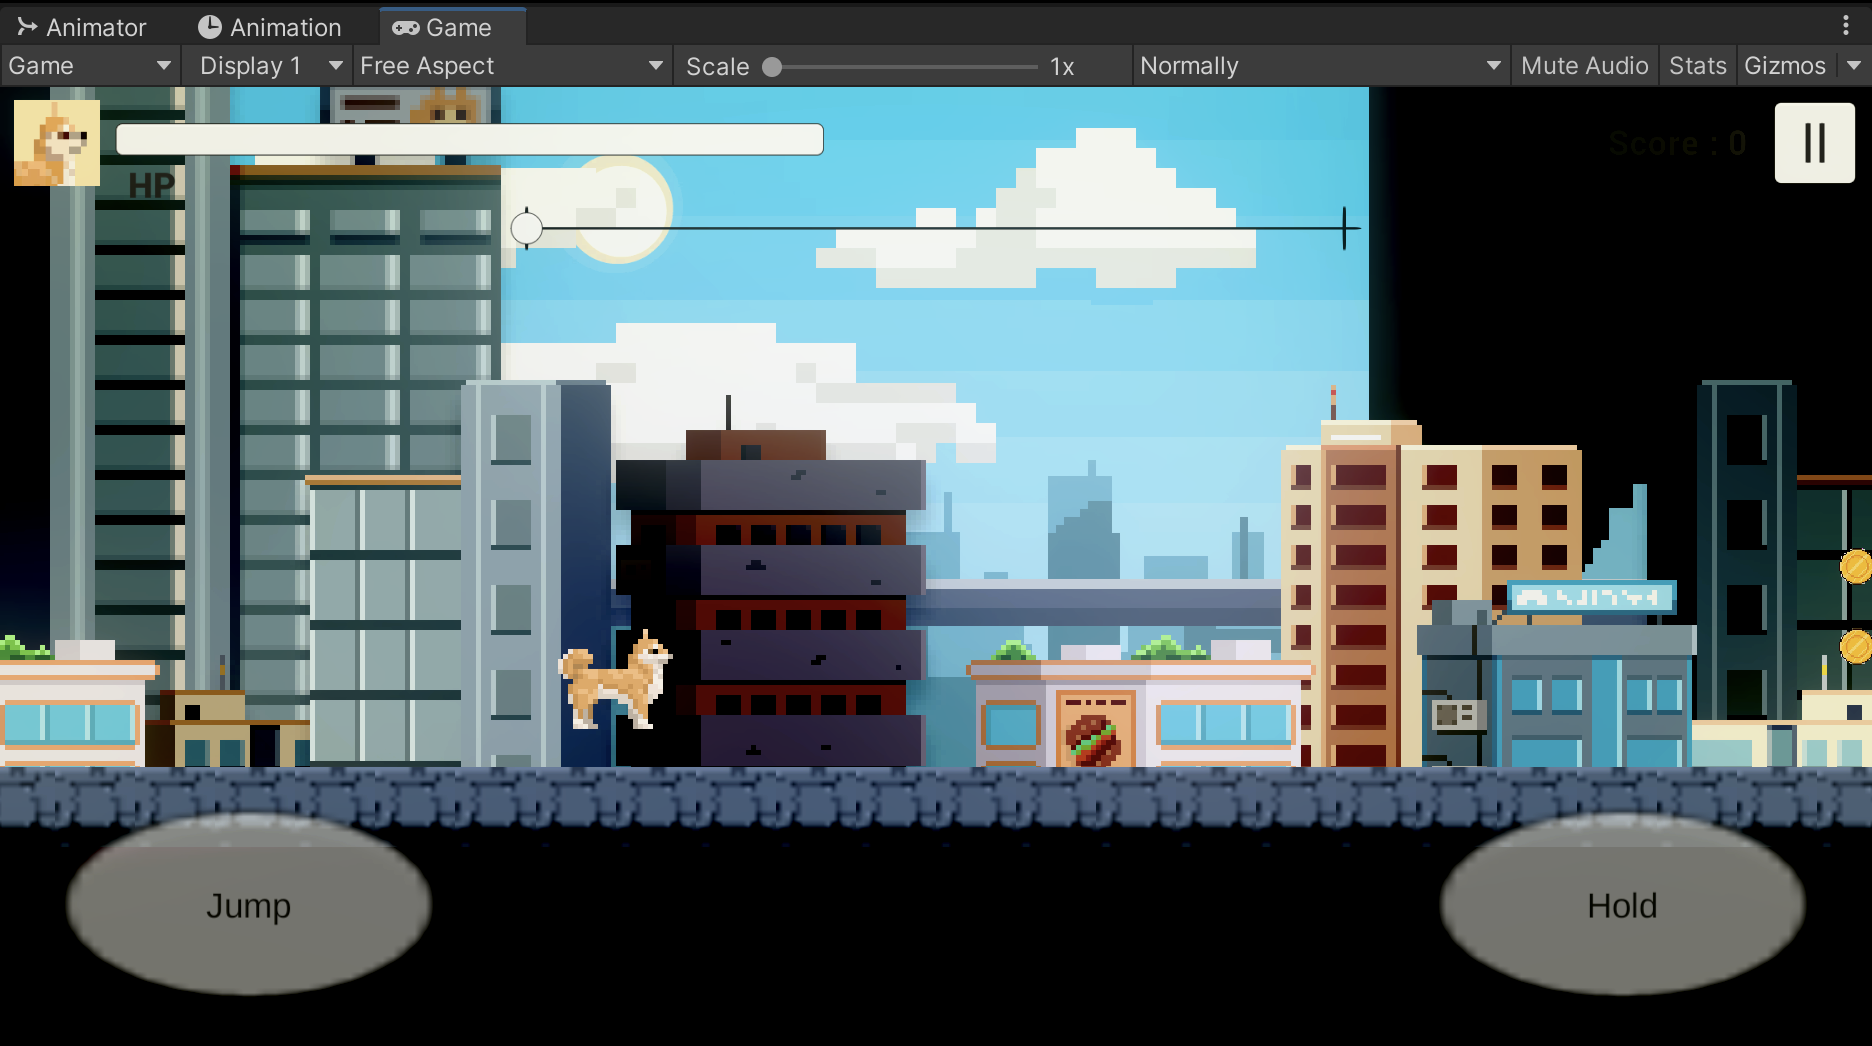 Animator Animation Game
Game Display 1 Free Aspect Scale 1x Normally Mute Audio Stats Gizmos
Score : 0
HP
Jump Hold